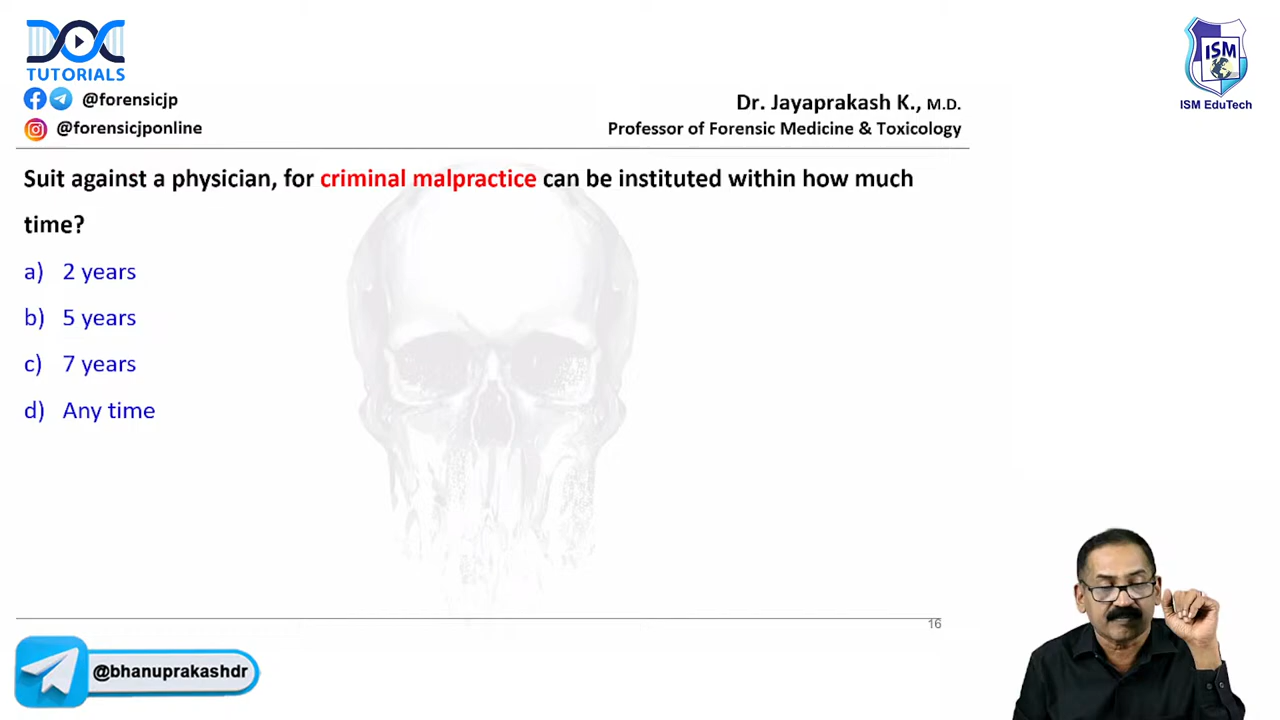 DOC
TUTORIALS
@forensicjp
@forensicjponline
ISM
ISM EduTech
Dr. Jayaprakash K., M.D.
Professor of Forensic Medicine & Toxicology
Suit against a physician, for criminal malpractice can be instituted within how much
time?
a) 2 years
b) 5 years
c) 7 years
d) Any time
16
@bhanuprakashdr